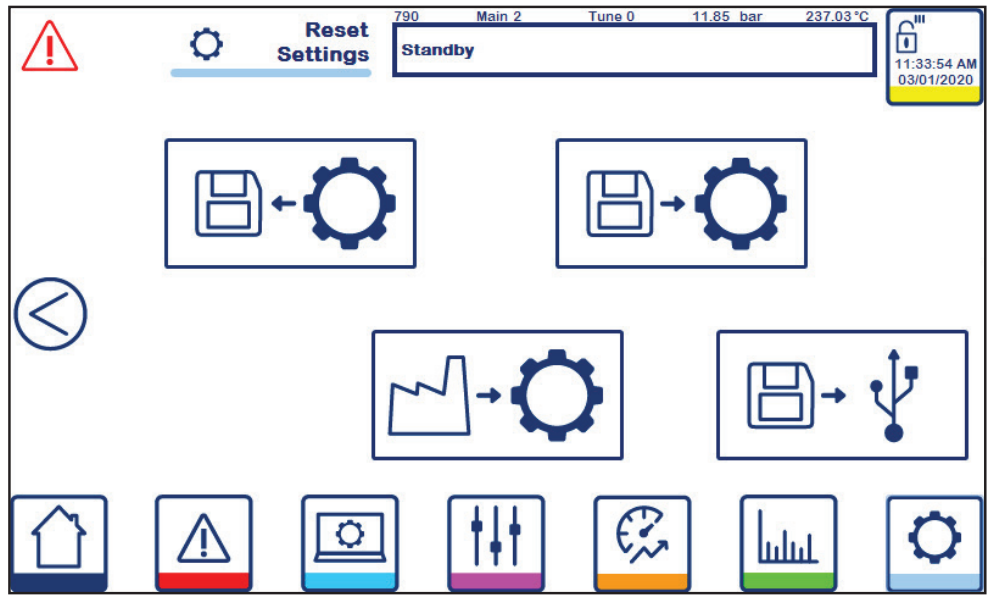 790 Main 2 Tune 0 11.85 bar 237.03 °C
Reset
Settings
Standby
11:33:54 AM
03/01/2020